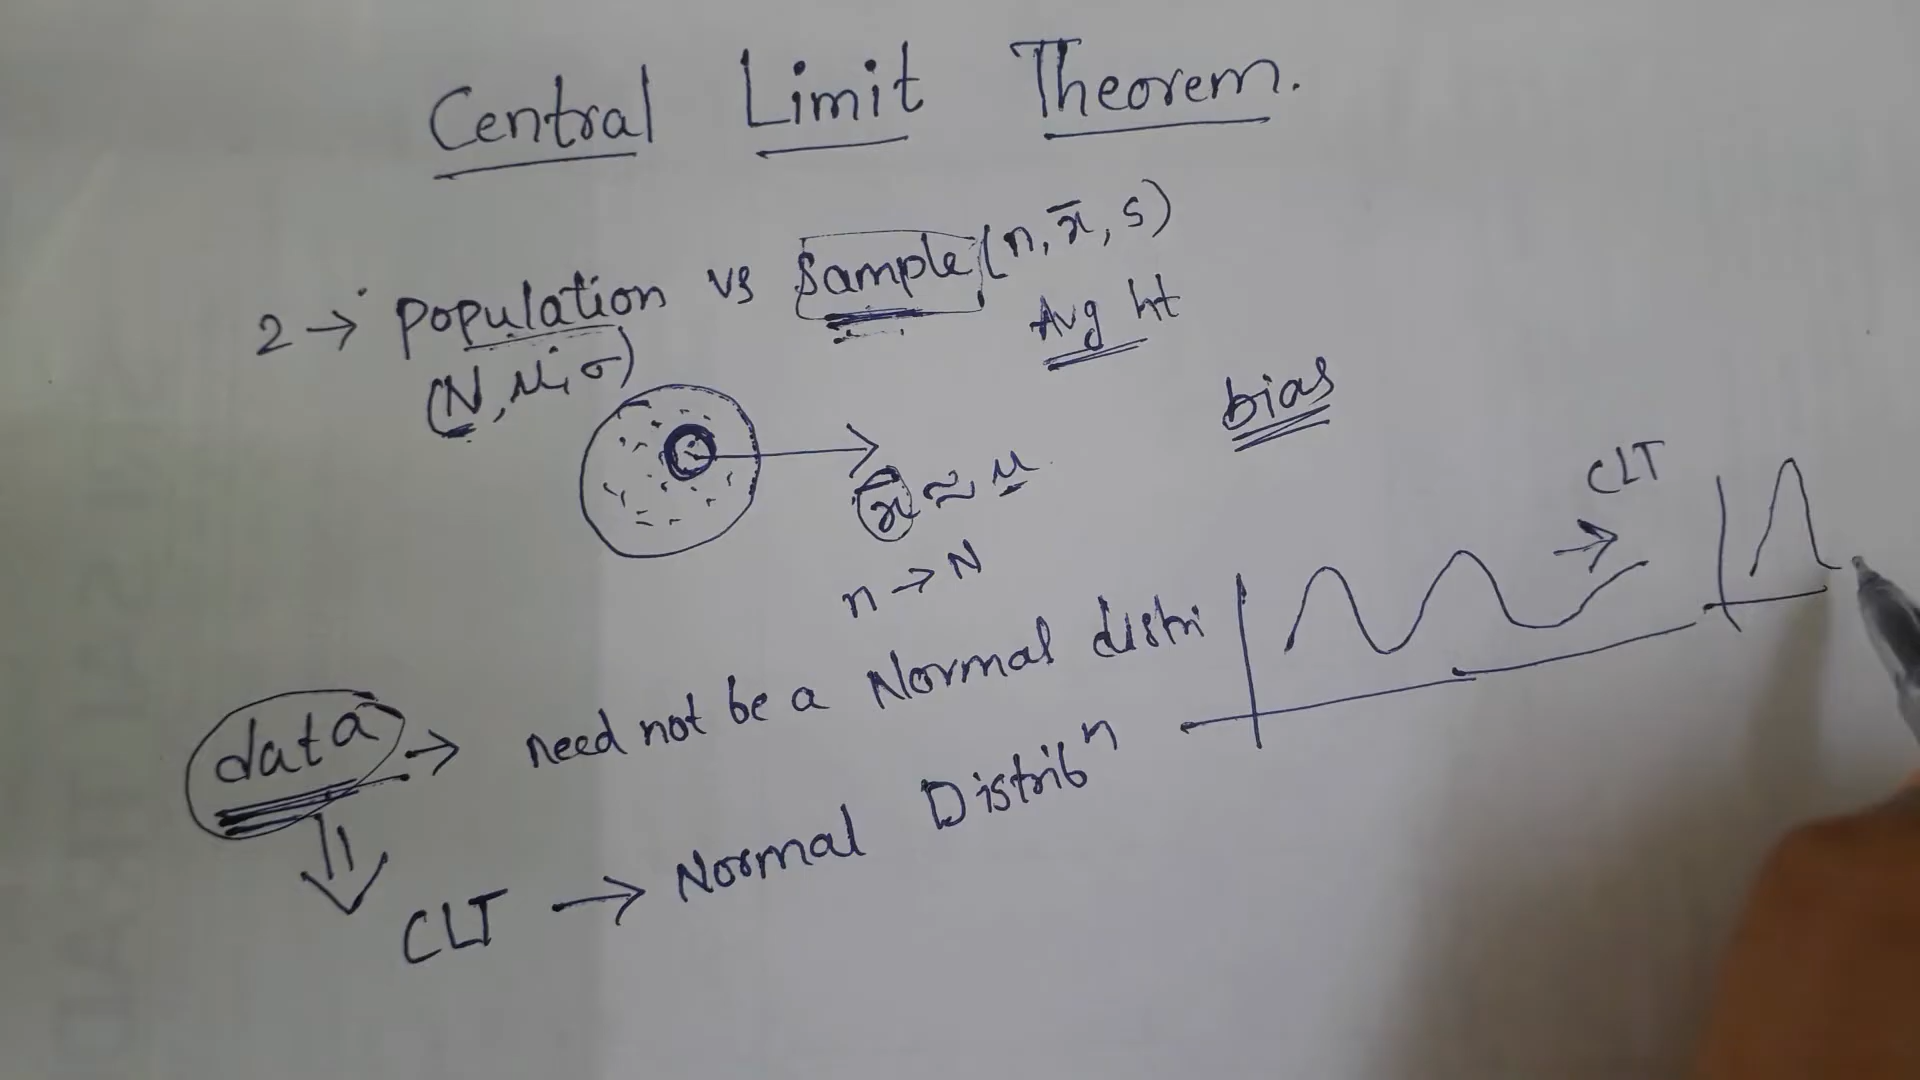 Central Limit Theorem.
2 → population vs Sample (n, x̄, s)
(N, μ, σ)
Avg ht
bias
x̄ ≈ μ
n → N
CLT
data → need not be a Normal distri
CLT → Normal Distribⁿ